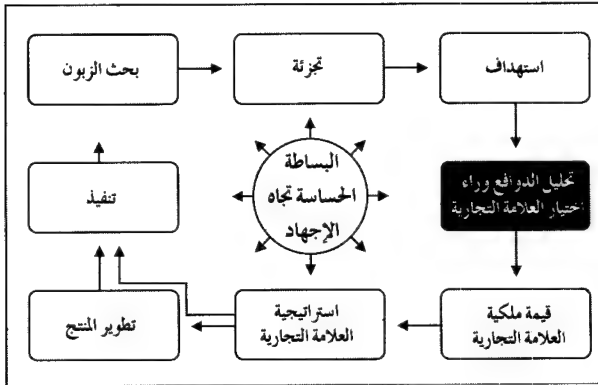 بحث الزبون
تجزئة
استهداف
تحليل الدوافع وراء
اختيار العلامة التجارية
قيمة ملكية
العلامة التجارية
استراتيجية
العلامة التجارية
تطوير المنتج
تنفيذ
البساطة
الحساسة تجاه
الإجهاد